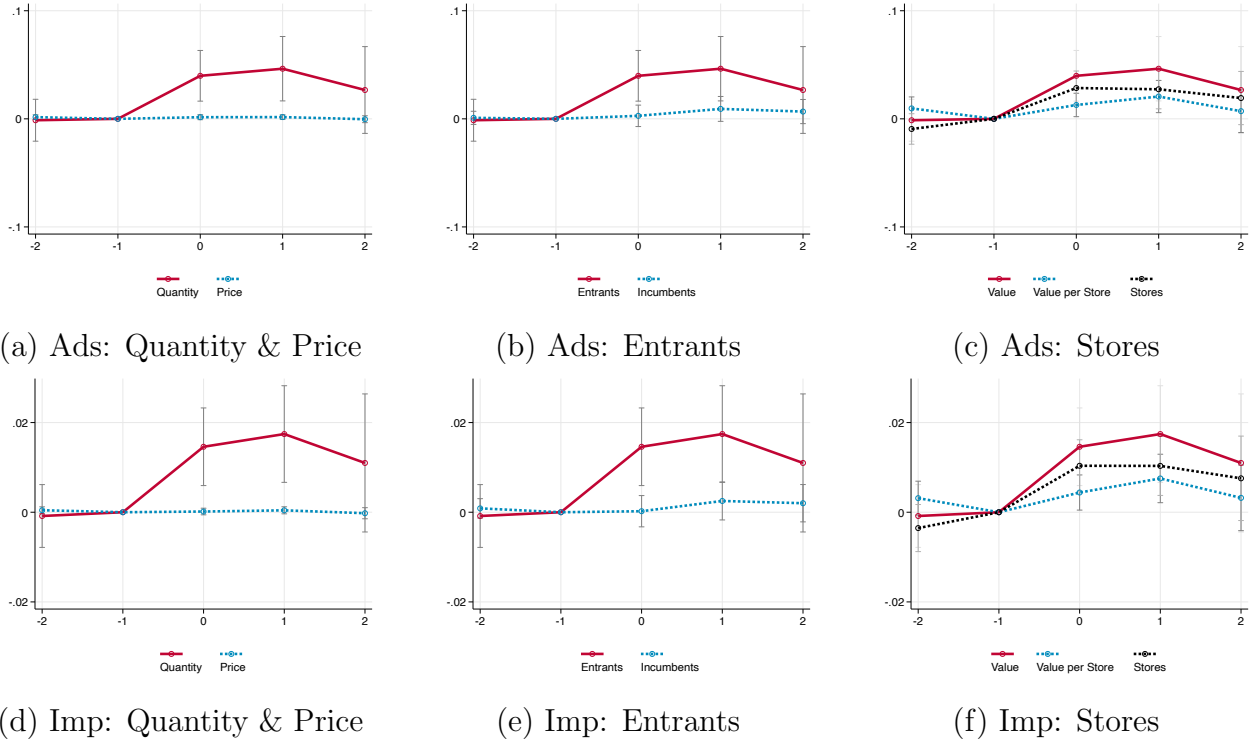 .1
0
-.1
-2 -1 0 1 2
Quantity Price
(a) Ads: Quantity & Price
.1
0
-.1
-2 -1 0 1 2
Entrants Incumbents
(b) Ads: Entrants
.1
0
-.1
-2 -1 0 1 2
Value Value per Store Stores
(c) Ads: Stores
.02
0
-.02
-2 -1 0 1 2
Quantity Price
(d) Imp: Quantity & Price
.02
0
-.02
-2 -1 0 1 2
Entrants Incumbents
(e) Imp: Entrants
.02
0
-.02
-2 -1 0 1 2
Value Value per Store Stores
(f) Imp: Stores